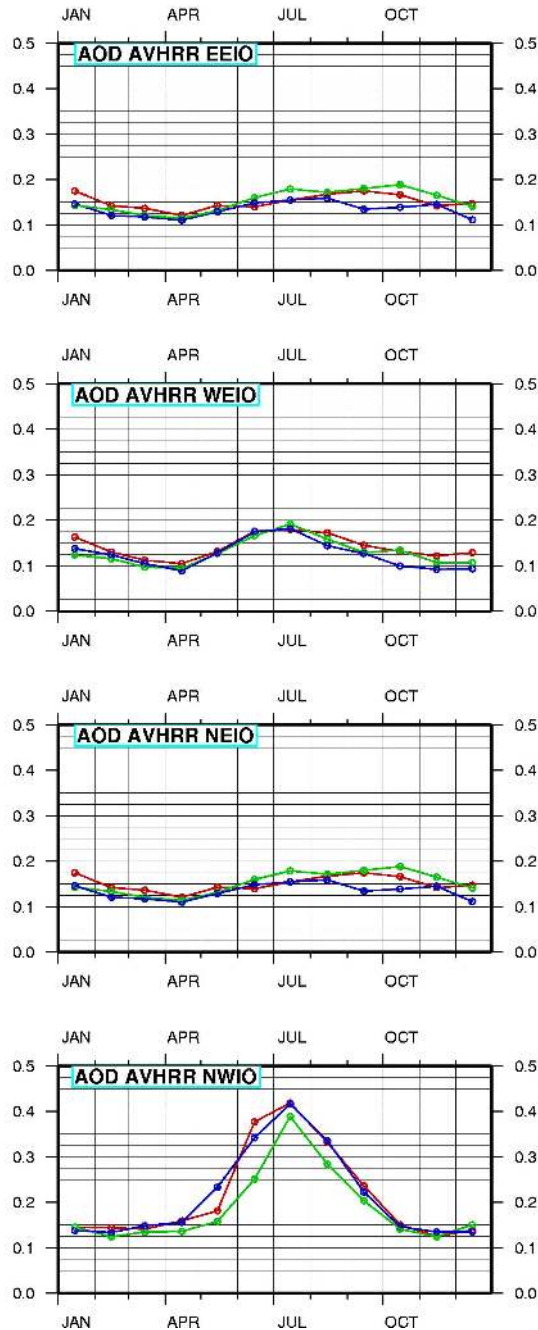 JAN APR JUL OCT
0.5 AOD AVHRR EEIO 0.5
0.4 0.4
0.3 0.3
0.2 0.2
0.1 0.1
0.0 0.0
JAN APR JUL OCT
JAN APR JUL OCT
0.5 AOD AVHRR WEIO 0.5
0.4 0.4
0.3 0.3
0.2 0.2
0.1 0.1
0.0 0.0
JAN APR JUL OCT
JAN APR JUL OCT
0.5 AOD AVHRR NEIO 0.5
0.4 0.4
0.3 0.3
0.2 0.2
0.1 0.1
0.0 0.0
JAN APR JUL OCT
JAN APR JUL OCT
0.5 AOD AVHRR NWIO 0.5
0.4 0.4
0.3 0.3
0.2 0.2
0.1 0.1
0.0 0.0
JAN APR JUL OCT